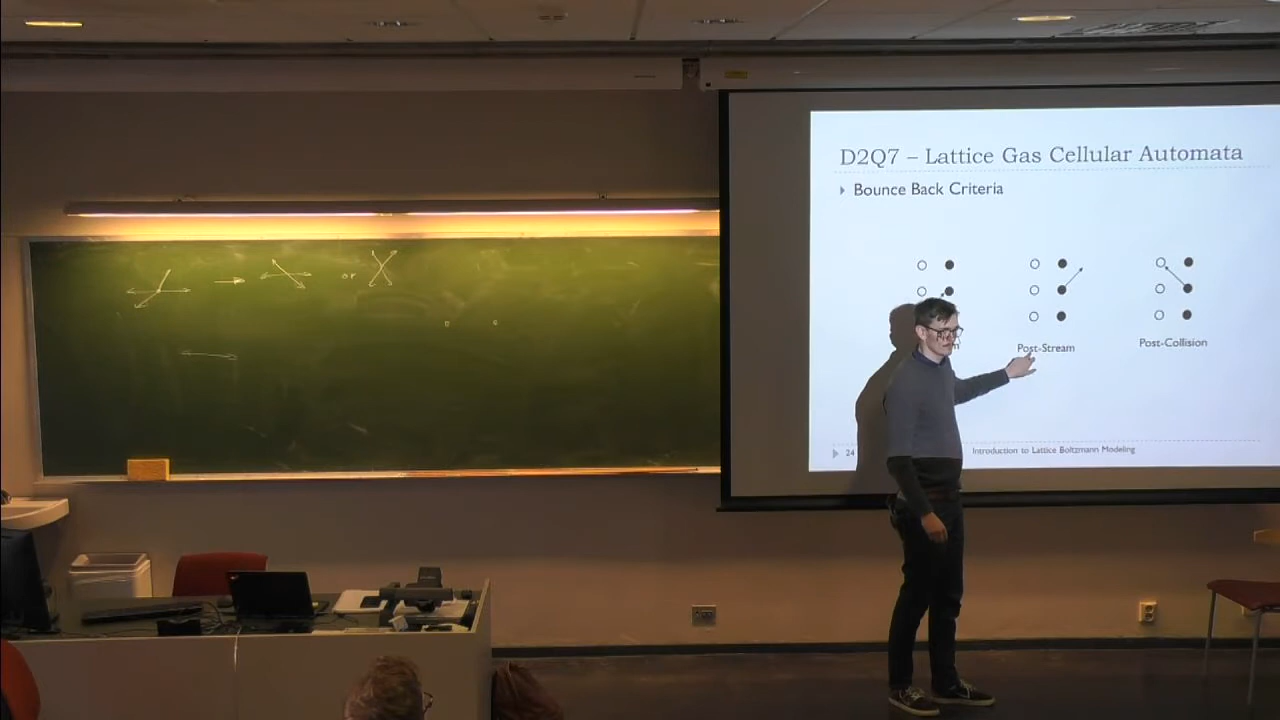 or
D2Q7 – Lattice Gas Cellular Automata
Bounce Back Criteria
Post-Stream
Post-Collision
24
Introduction to Lattice Boltzmann Modeling